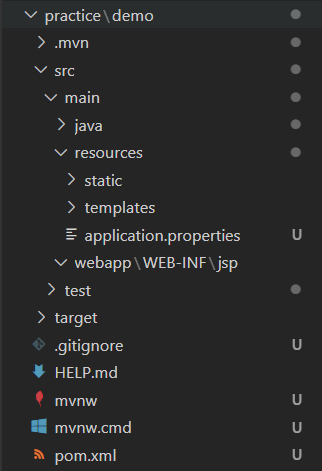 practice\demo
.mvn
src
main
java
resources
static
templates
application.properties U
webapp\WEB-INF\jsp
test
target
.gitignore U
HELP.md U
mvnw U
mvnw.cmd U
pom.xml U